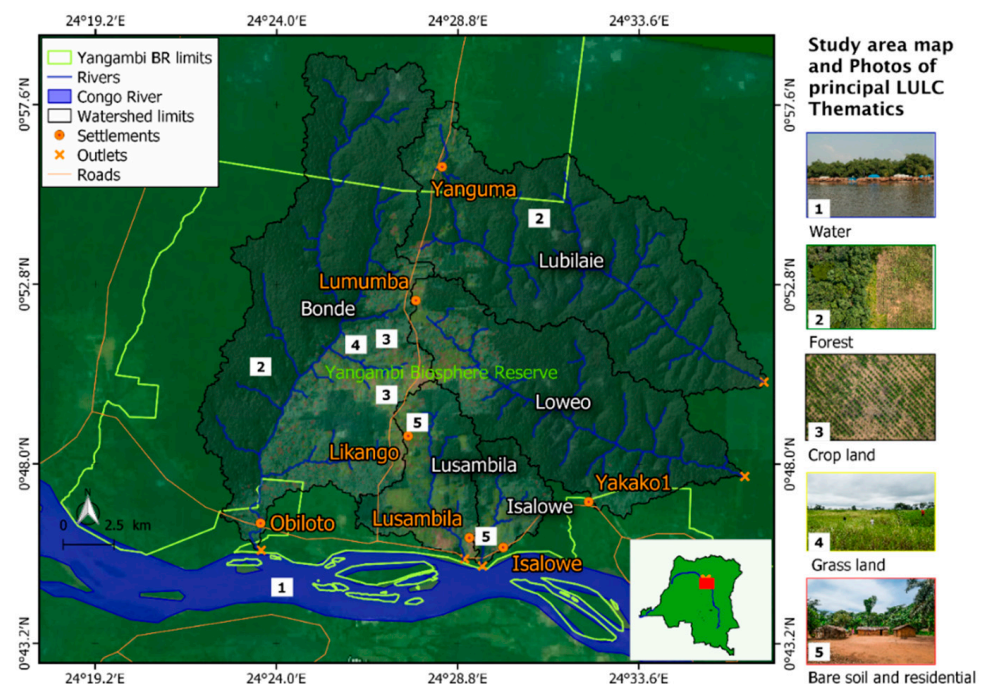 24°19.2'E 24°24.0'E 24°28.8'E 24°33.6'E
Yangambi BR limits
Rivers
Congo River
Watershed limits
Settlements
Outlets
Roads
Study area map
and Photos of
principal LULC
Thematics
0°57.6'N
0°57.6'N
Yanguma
2
Lubilaie
1
Water
0°52.8'N
Lumumba
Bonde
0°52.8'N
4
3
2
2
Forest
Yangambi Biosphere Reserve
3
Loweo
5
3
Crop land
0°48.0'N
Likango
Lusambila
0°48.0'N
Yakako1
Isalowe
Obiloto
Lusambila
5
Isalowe
0 2.5 km
4
Grass land
1
0°43.2'N
0°43.2'N
5
Bare soil and residential
24°19.2'E 24°24.0'E 24°28.8'E 24°33.6'E